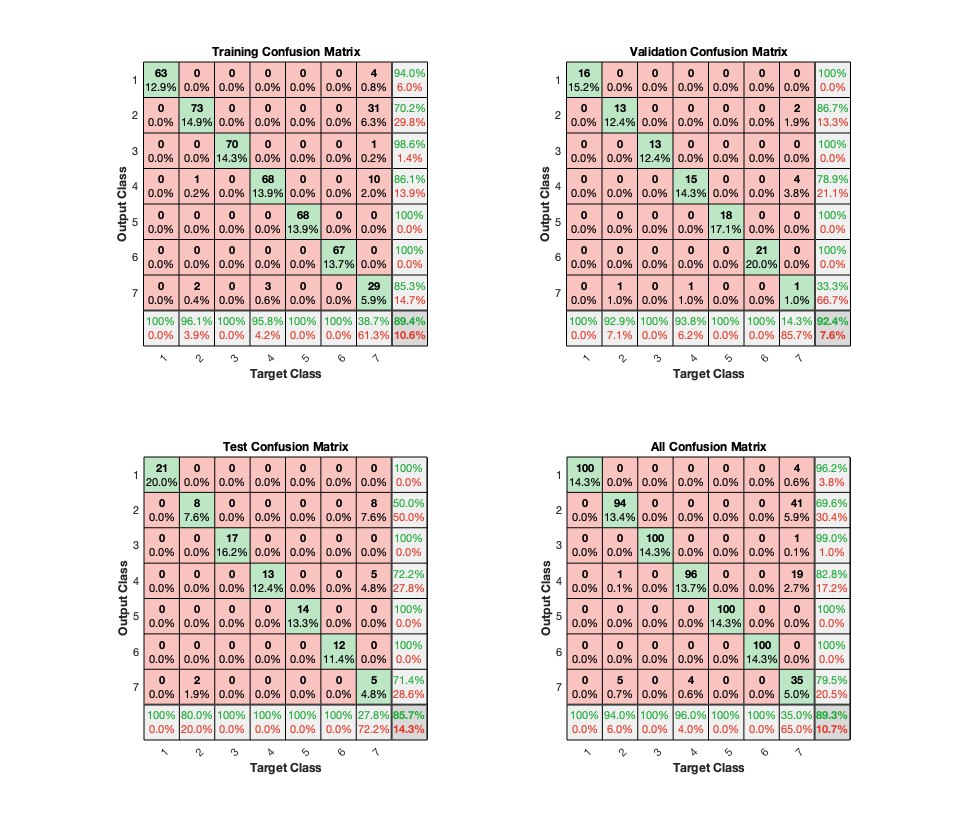 Training Confusion Matrix
Output Class
1
63 0 0 0 0 0 4 94.0%
12.9% 0.0% 0.0% 0.0% 0.0% 0.0% 0.8% 6.0%
2
0 73 0 0 0 0 31 70.2%
0.0% 14.9% 0.0% 0.0% 0.0% 0.0% 6.3% 29.8%
3
0 0 70 0 0 0 1 98.6%
0.0% 0.0% 14.3% 0.0% 0.0% 0.0% 0.2% 1.4%
4
0 1 0 68 0 0 10 86.1%
0.0% 0.2% 0.0% 13.9% 0.0% 0.0% 2.0% 13.9%
5
0 0 0 0 68 0 0 100%
0.0% 0.0% 0.0% 0.0% 13.9% 0.0% 0.0% 0.0%
6
0 0 0 0 0 67 0 100%
0.0% 0.0% 0.0% 0.0% 0.0% 13.7% 0.0% 0.0%
7
0 2 0 3 0 0 29 85.3%
0.0% 0.4% 0.0% 0.6% 0.0% 0.0% 5.9% 14.7%
100% 96.1% 100% 95.8% 100% 100% 38.7% 89.4%
0.0% 3.9% 0.0% 4.2% 0.0% 0.0% 61.3% 10.6%
1 2 3 4 5 6 7
Target Class
Validation Confusion Matrix
Output Class
1
16 0 0 0 0 0 0 100%
15.2% 0.0% 0.0% 0.0% 0.0% 0.0% 0.0% 0.0%
2
0 13 0 0 0 0 2 86.7%
0.0% 12.4% 0.0% 0.0% 0.0% 0.0% 1.9% 13.3%
3
0 0 13 0 0 0 0 100%
0.0% 0.0% 12.4% 0.0% 0.0% 0.0% 0.0% 0.0%
4
0 0 0 15 0 0 4 78.9%
0.0% 0.0% 0.0% 14.3% 0.0% 0.0% 3.8% 21.1%
5
0 0 0 0 18 0 0 100%
0.0% 0.0% 0.0% 0.0% 17.1% 0.0% 0.0% 0.0%
6
0 0 0 0 0 21 0 100%
0.0% 0.0% 0.0% 0.0% 0.0% 20.0% 0.0% 0.0%
7
0 1 0 1 0 0 1 33.3%
0.0% 1.0% 0.0% 1.0% 0.0% 0.0% 1.0% 66.7%
100% 92.9% 100% 93.8% 100% 100% 14.3% 92.4%
0.0% 7.1% 0.0% 6.2% 0.0% 0.0% 85.7% 7.6%
1 2 3 4 5 6 7
Target Class
Test Confusion Matrix
Output Class
1
21 0 0 0 0 0 0 100%
20.0% 0.0% 0.0% 0.0% 0.0% 0.0% 0.0% 0.0%
2
0 8 0 0 0 0 8 50.0%
0.0% 7.6% 0.0% 0.0% 0.0% 0.0% 7.6% 50.0%
3
0 0 17 0 0 0 0 100%
0.0% 0.0% 16.2% 0.0% 0.0% 0.0% 0.0% 0.0%
4
0 0 0 13 0 0 5 72.2%
0.0% 0.0% 0.0% 12.4% 0.0% 0.0% 4.8% 27.8%
5
0 0 0 0 14 0 0 100%
0.0% 0.0% 0.0% 0.0% 13.3% 0.0% 0.0% 0.0%
6
0 0 0 0 0 12 0 100%
0.0% 0.0% 0.0% 0.0% 0.0% 11.4% 0.0% 0.0%
7
0 2 0 0 0 0 5 71.4%
0.0% 1.9% 0.0% 0.0% 0.0% 0.0% 4.8% 28.6%
100% 80.0% 100% 100% 100% 100% 27.8% 85.7%
0.0% 20.0% 0.0% 0.0% 0.0% 0.0% 72.2% 14.3%
1 2 3 4 5 6 7
Target Class
All Confusion Matrix
Output Class
1
100 0 0 0 0 0 4 96.2%
14.3% 0.0% 0.0% 0.0% 0.0% 0.0% 0.6% 3.8%
2
0 94 0 0 0 0 41 69.6%
0.0% 13.4% 0.0% 0.0% 0.0% 0.0% 5.9% 30.4%
3
0 0 100 0 0 0 1 99.0%
0.0% 0.0% 14.3% 0.0% 0.0% 0.0% 0.1% 1.0%
4
0 1 0 96 0 0 19 82.8%
0.0% 0.1% 0.0% 13.7% 0.0% 0.0% 2.7% 17.2%
5
0 0 0 0 100 0 0 100%
0.0% 0.0% 0.0% 0.0% 14.3% 0.0% 0.0% 0.0%
6
0 0 0 0 0 100 0 100%
0.0% 0.0% 0.0% 0.0% 0.0% 14.3% 0.0% 0.0%
7
0 5 0 4 0 0 35 79.5%
0.0% 0.7% 0.0% 0.6% 0.0% 0.0% 5.0% 20.5%
100% 94.0% 100% 96.0% 100% 100% 35.0% 89.3%
0.0% 6.0% 0.0% 4.0% 0.0% 0.0% 65.0% 10.7%
1 2 3 4 5 6 7
Target Class